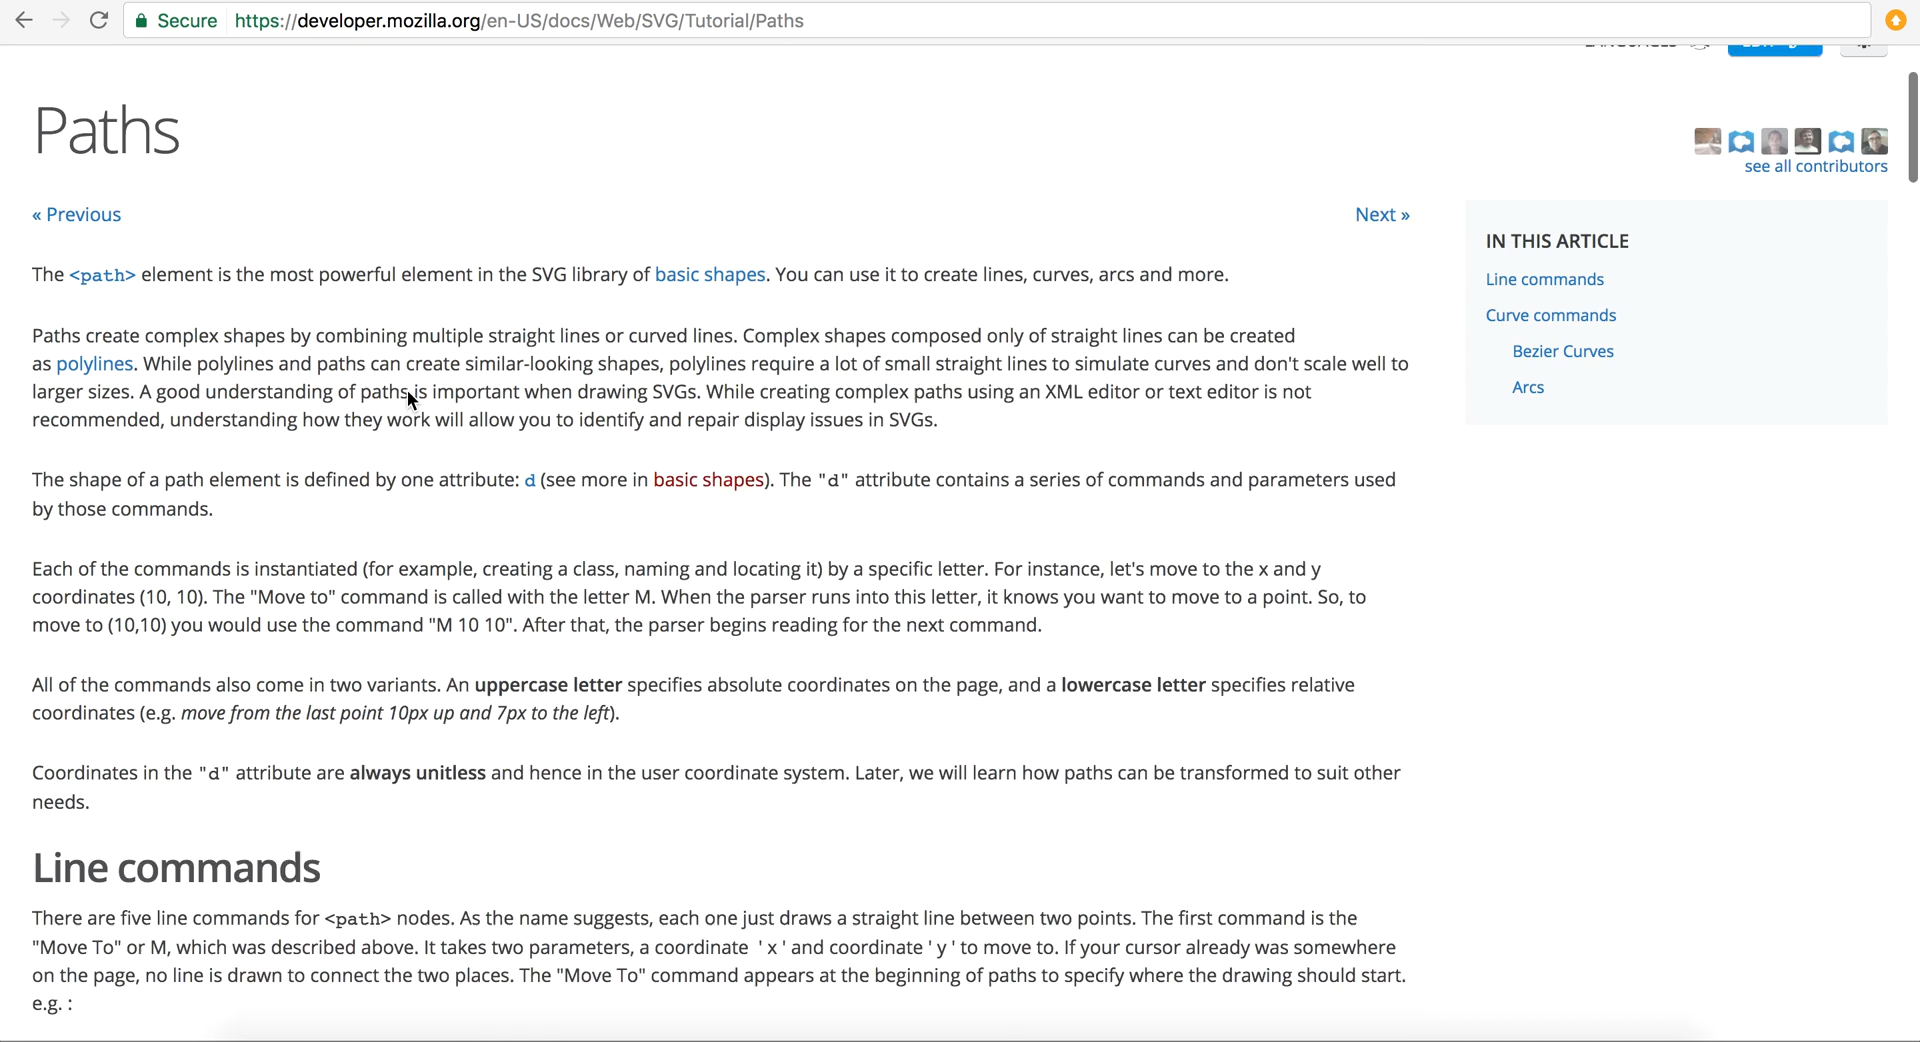 Secure https://developer.mozilla.org/en-US/docs/Web/SVG/Tutorial/Paths
Paths
see all contributors
« Previous
Next »
The <path> element is the most powerful element in the SVG library of basic shapes. You can use it to create lines, curves, arcs and more.
Paths create complex shapes by combining multiple straight lines or curved lines. Complex shapes composed only of straight lines can be created
as polylines. While polylines and paths can create similar-looking shapes, polylines require a lot of small straight lines to simulate curves and don't scale well to
larger sizes. A good understanding of paths is important when drawing SVGs. While creating complex paths using an XML editor or text editor is not
recommended, understanding how they work will allow you to identify and repair display issues in SVGs.
The shape of a path element is defined by one attribute: d (see more in basic shapes). The "d" attribute contains a series of commands and parameters used
by those commands.
Each of the commands is instantiated (for example, creating a class, naming and locating it) by a specific letter. For instance, let's move to the x and y
coordinates (10, 10). The "Move to" command is called with the letter M. When the parser runs into this letter, it knows you want to move to a point. So, to
move to (10,10) you would use the command "M 10 10". After that, the parser begins reading for the next command.
All of the commands also come in two variants. An uppercase letter specifies absolute coordinates on the page, and a lowercase letter specifies relative
coordinates (e.g. move from the last point 10px up and 7px to the left).
Coordinates in the "d" attribute are always unitless and hence in the user coordinate system. Later, we will learn how paths can be transformed to suit other
needs.
Line commands
There are five line commands for <path> nodes. As the name suggests, each one just draws a straight line between two points. The first command is the
"Move To" or M, which was described above. It takes two parameters, a coordinate ' x ' and coordinate ' y ' to move to. If your cursor already was somewhere
on the page, no line is drawn to connect the two places. The "Move To" command appears at the beginning of paths to specify where the drawing should start.
e.g. :
IN THIS ARTICLE
Line commands
Curve commands
Bezier Curves
Arcs